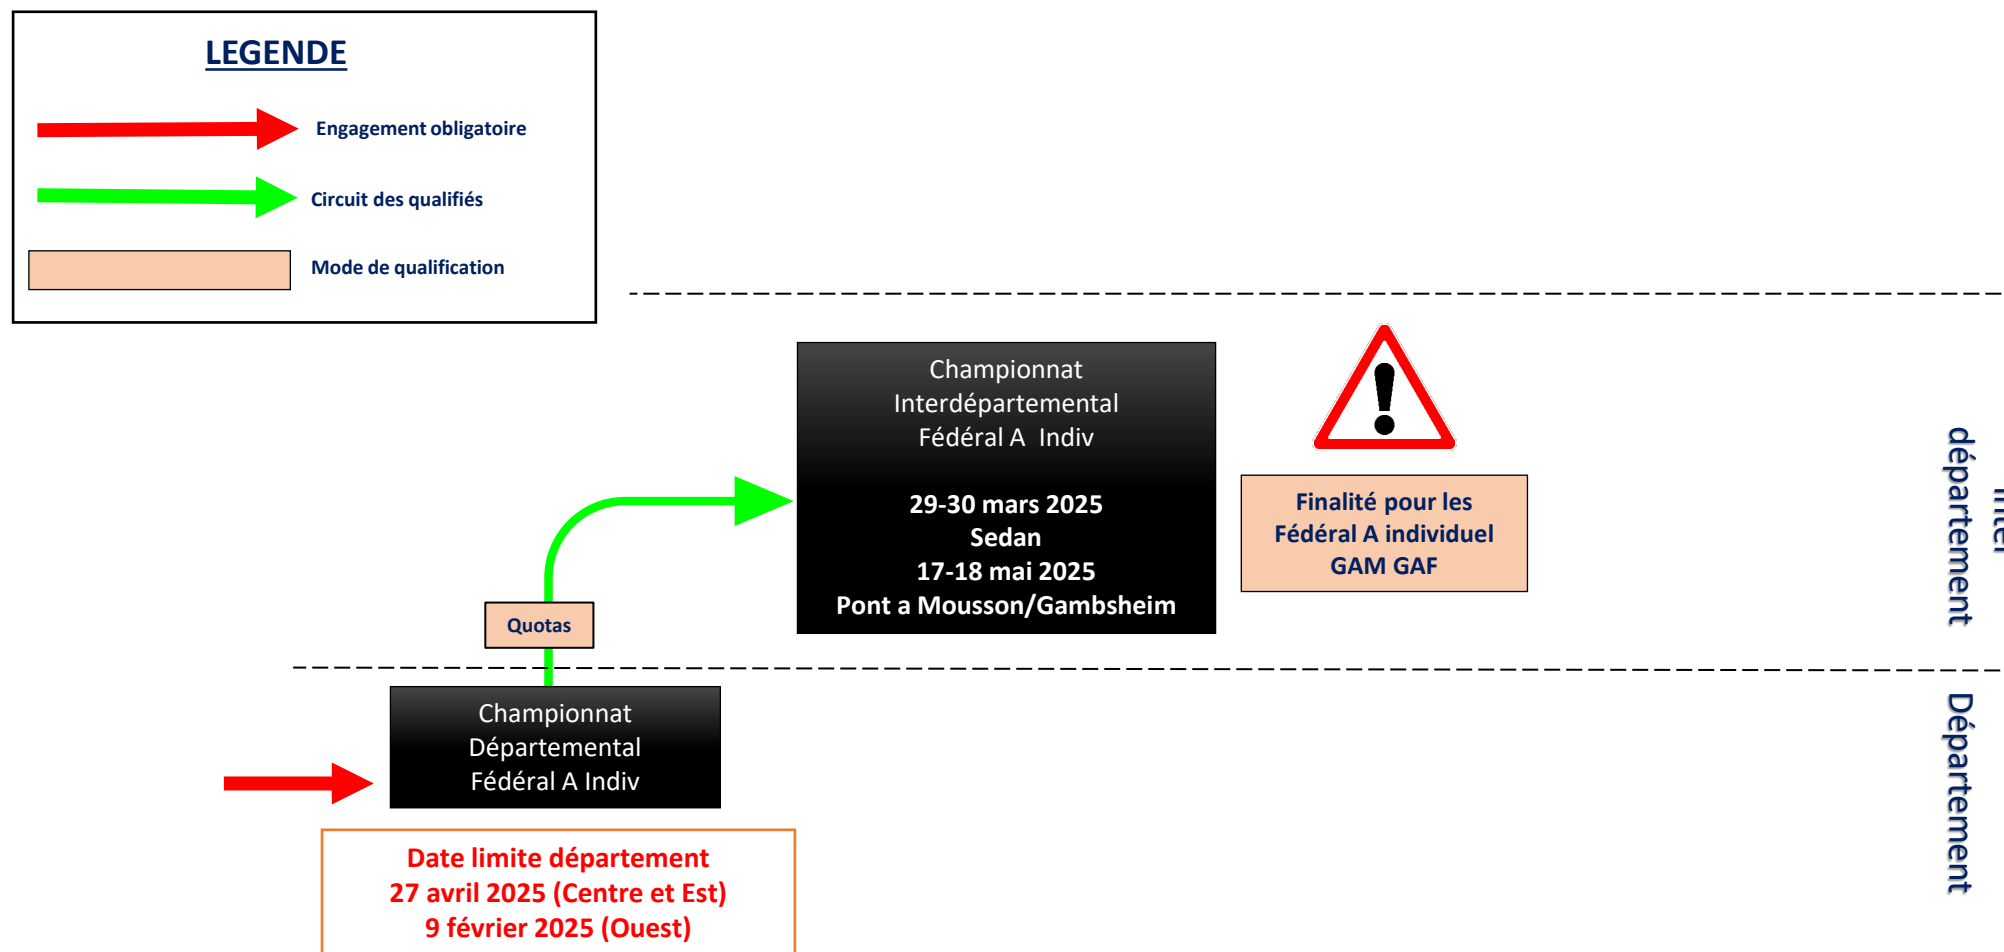 LEGENDE
Engagement obligatoire
Circuit des qualifiés
Mode de qualification
Championnat
Interdépartemental
Fédéral A Indiv
29-30 mars 2025
Sedan
17-18 mai 2025
Pont a Mousson/Gambsheim
Finalité pour les
Fédéral A individuel
GAM GAF
Inter
département
Quotas
Championnat
Départemental
Fédéral A Indiv
Département
Date limite département
27 avril 2025 (Centre et Est)
9 février 2025 (Ouest)